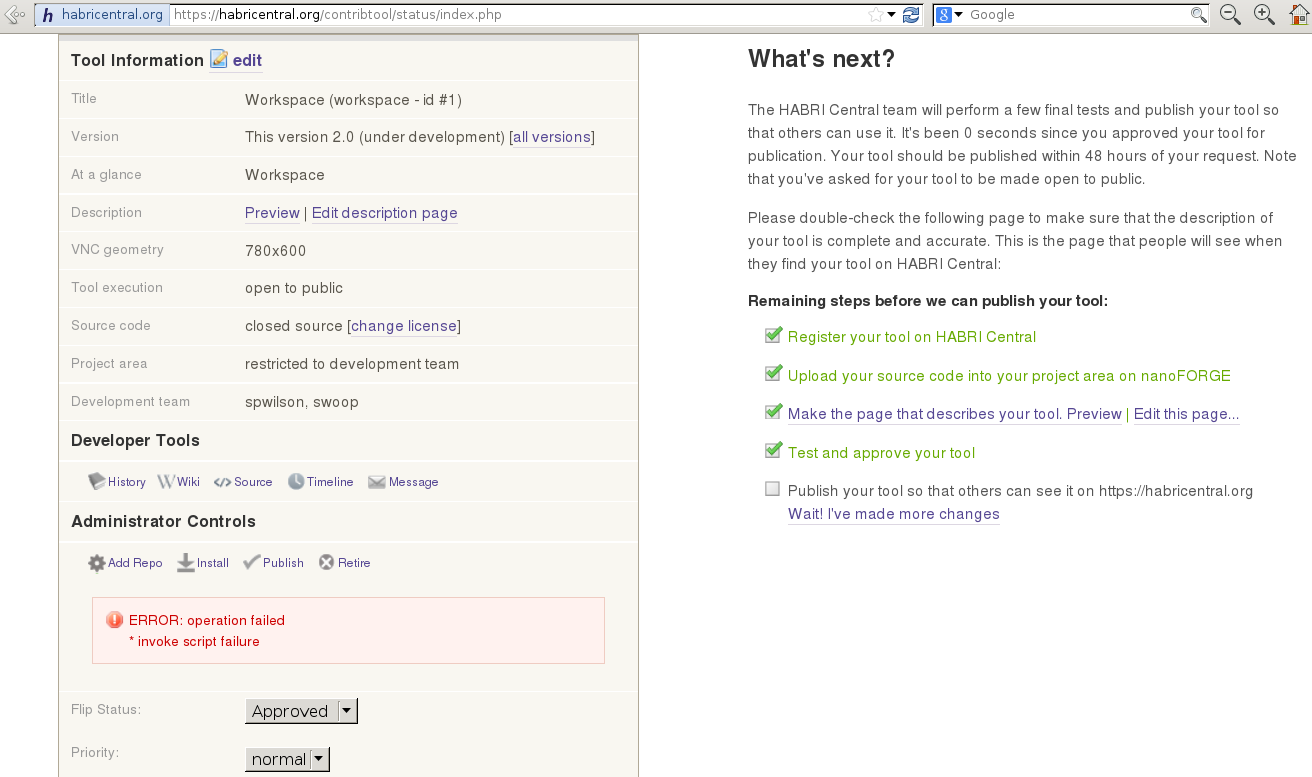 habricentral.org https://habricentral.org/contribtool/status/index.php Google
Tool Information edit
Title Workspace (workspace - id #1)
Version This version 2.0 (under development) [all versions]
At a glance Workspace
Description Preview | Edit description page
VNC geometry 780x600
Tool execution open to public
Source code closed source [change license]
Project area restricted to development team
Development team spwilson, swoop
Developer Tools
History Wiki Source Timeline Message
Administrator Controls
Add Repo Install Publish Retire
ERROR: operation failed
* invoke script failure
Flip Status: Approved
Priority: normal
What's next?
The HABRI Central team will perform a few final tests and publish your tool so
that others can use it. It's been 0 seconds since you approved your tool for
publication. Your tool should be published within 48 hours of your request. Note
that you've asked for your tool to be made open to public.
Please double-check the following page to make sure that the description of
your tool is complete and accurate. This is the page that people will see when
they find your tool on HABRI Central:
Remaining steps before we can publish your tool:
Register your tool on HABRI Central
Upload your source code into your project area on nanoFORGE
Make the page that describes your tool. Preview | Edit this page...
Test and approve your tool
Publish your tool so that others can see it on https://habricentral.org
Wait! I've made more changes